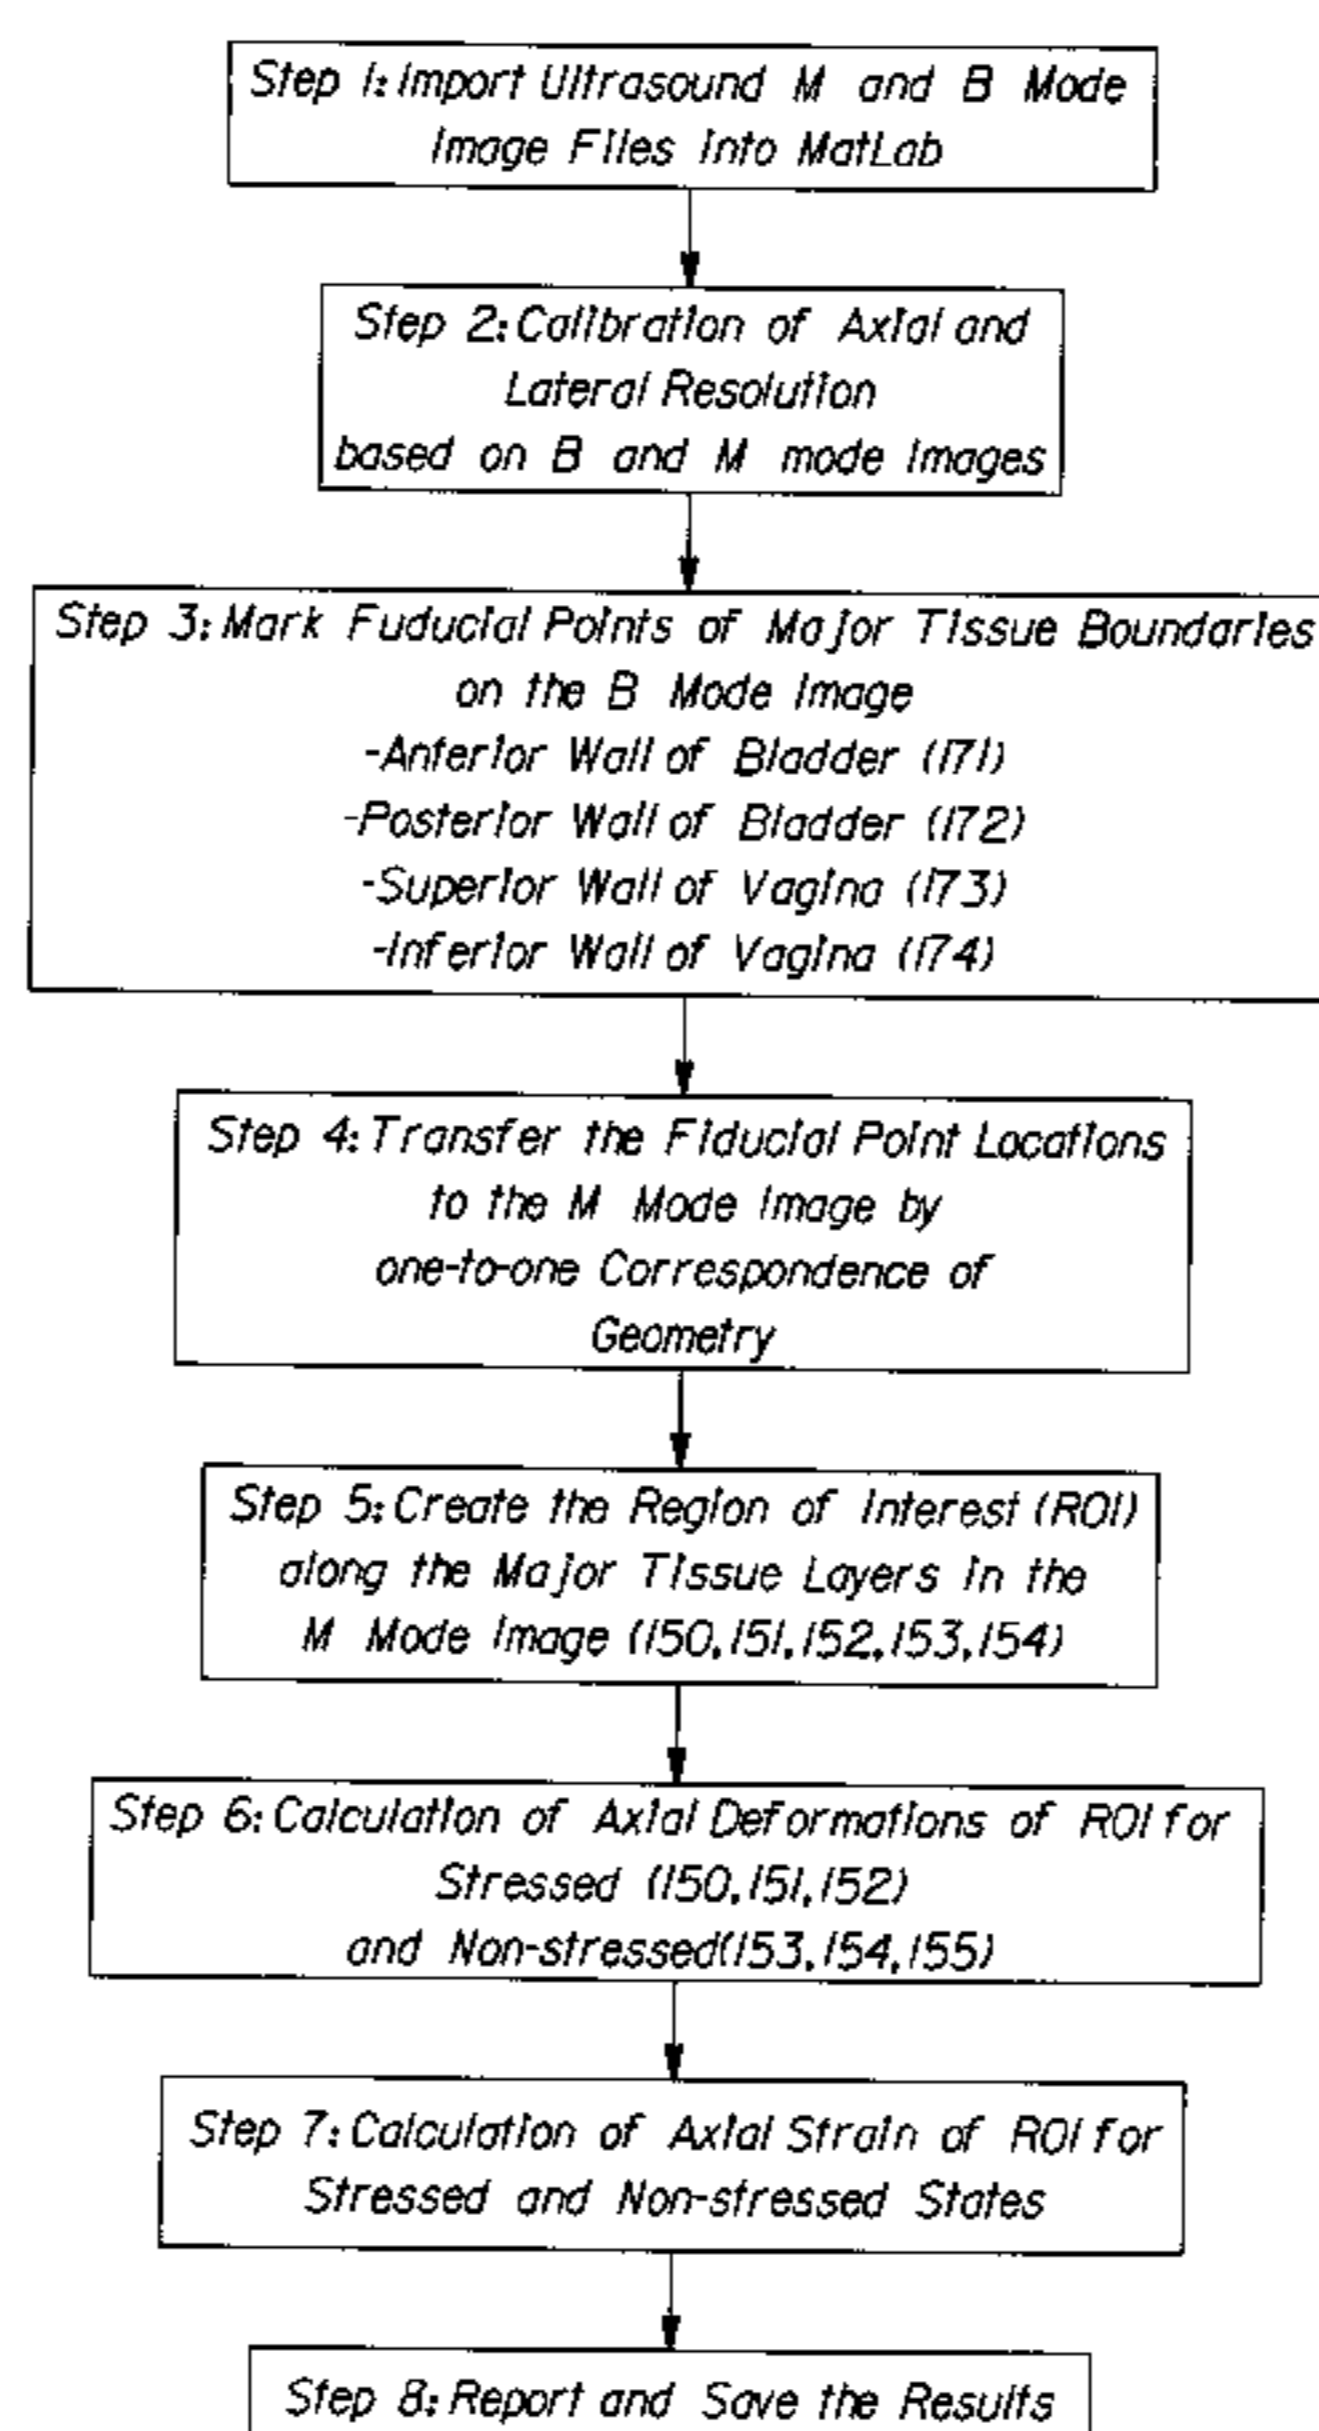 Step 1: Import Ultrasound M and B Mode
Image Files into MatLab
Step 2: Calibration of Axial and
Lateral Resolution
based on B and M mode Images
Step 3: Mark Fuducial Points of Major Tissue Boundaries
on the B Mode Image
-Anterior Wall of Bladder (171)
-Posterior Wall of Bladder (172)
-Superior Wall of Vagina (173)
-Inferior Wall of Vagina (174)
Step 4: Transfer the Fiducial Point Locations
to the M Mode Image by
one-to-one Correspondence of
Geometry
Step 5: Create the Region of Interest (ROI)
along the Major Tissue Layers in the
M Mode Image (150,151,152,153,154)
Step 6: Calculation of Axial Deformations of ROI for
Stressed (150,151,152)
and Non-stressed(153,154,155)
Step 7: Calculation of Axial Strain of ROI for
Stressed and Non-stressed States
Step 8: Report and Save the Results